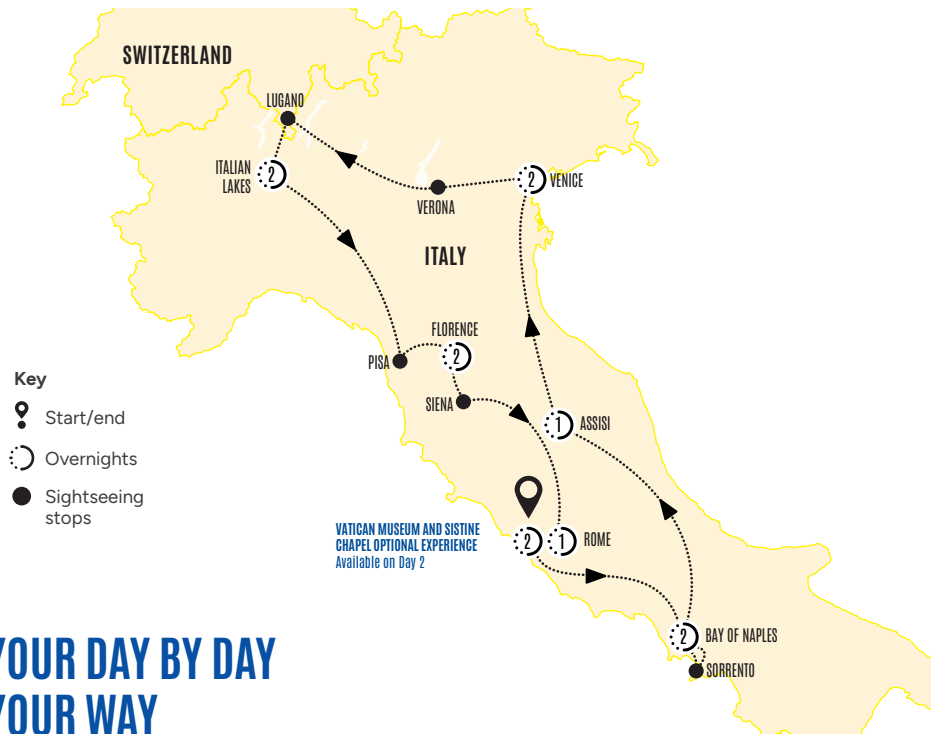 SWITZERLAND
LUGANO
ITALIAN
LAKES
2
2
VENICE
VERONA
ITALY
FLORENCE
2
PISA
SIENA
1
ASSISI
Key
Start/end
Overnights
Sightseeing
stops
VATICAN MUSEUM AND SISTINE
CHAPEL OPTIONAL EXPERIENCE
Available on Day 2
2
1
ROME
2
BAY OF NAPLES
SORRENTO
YOUR DAY BY DAY
YOUR WAY